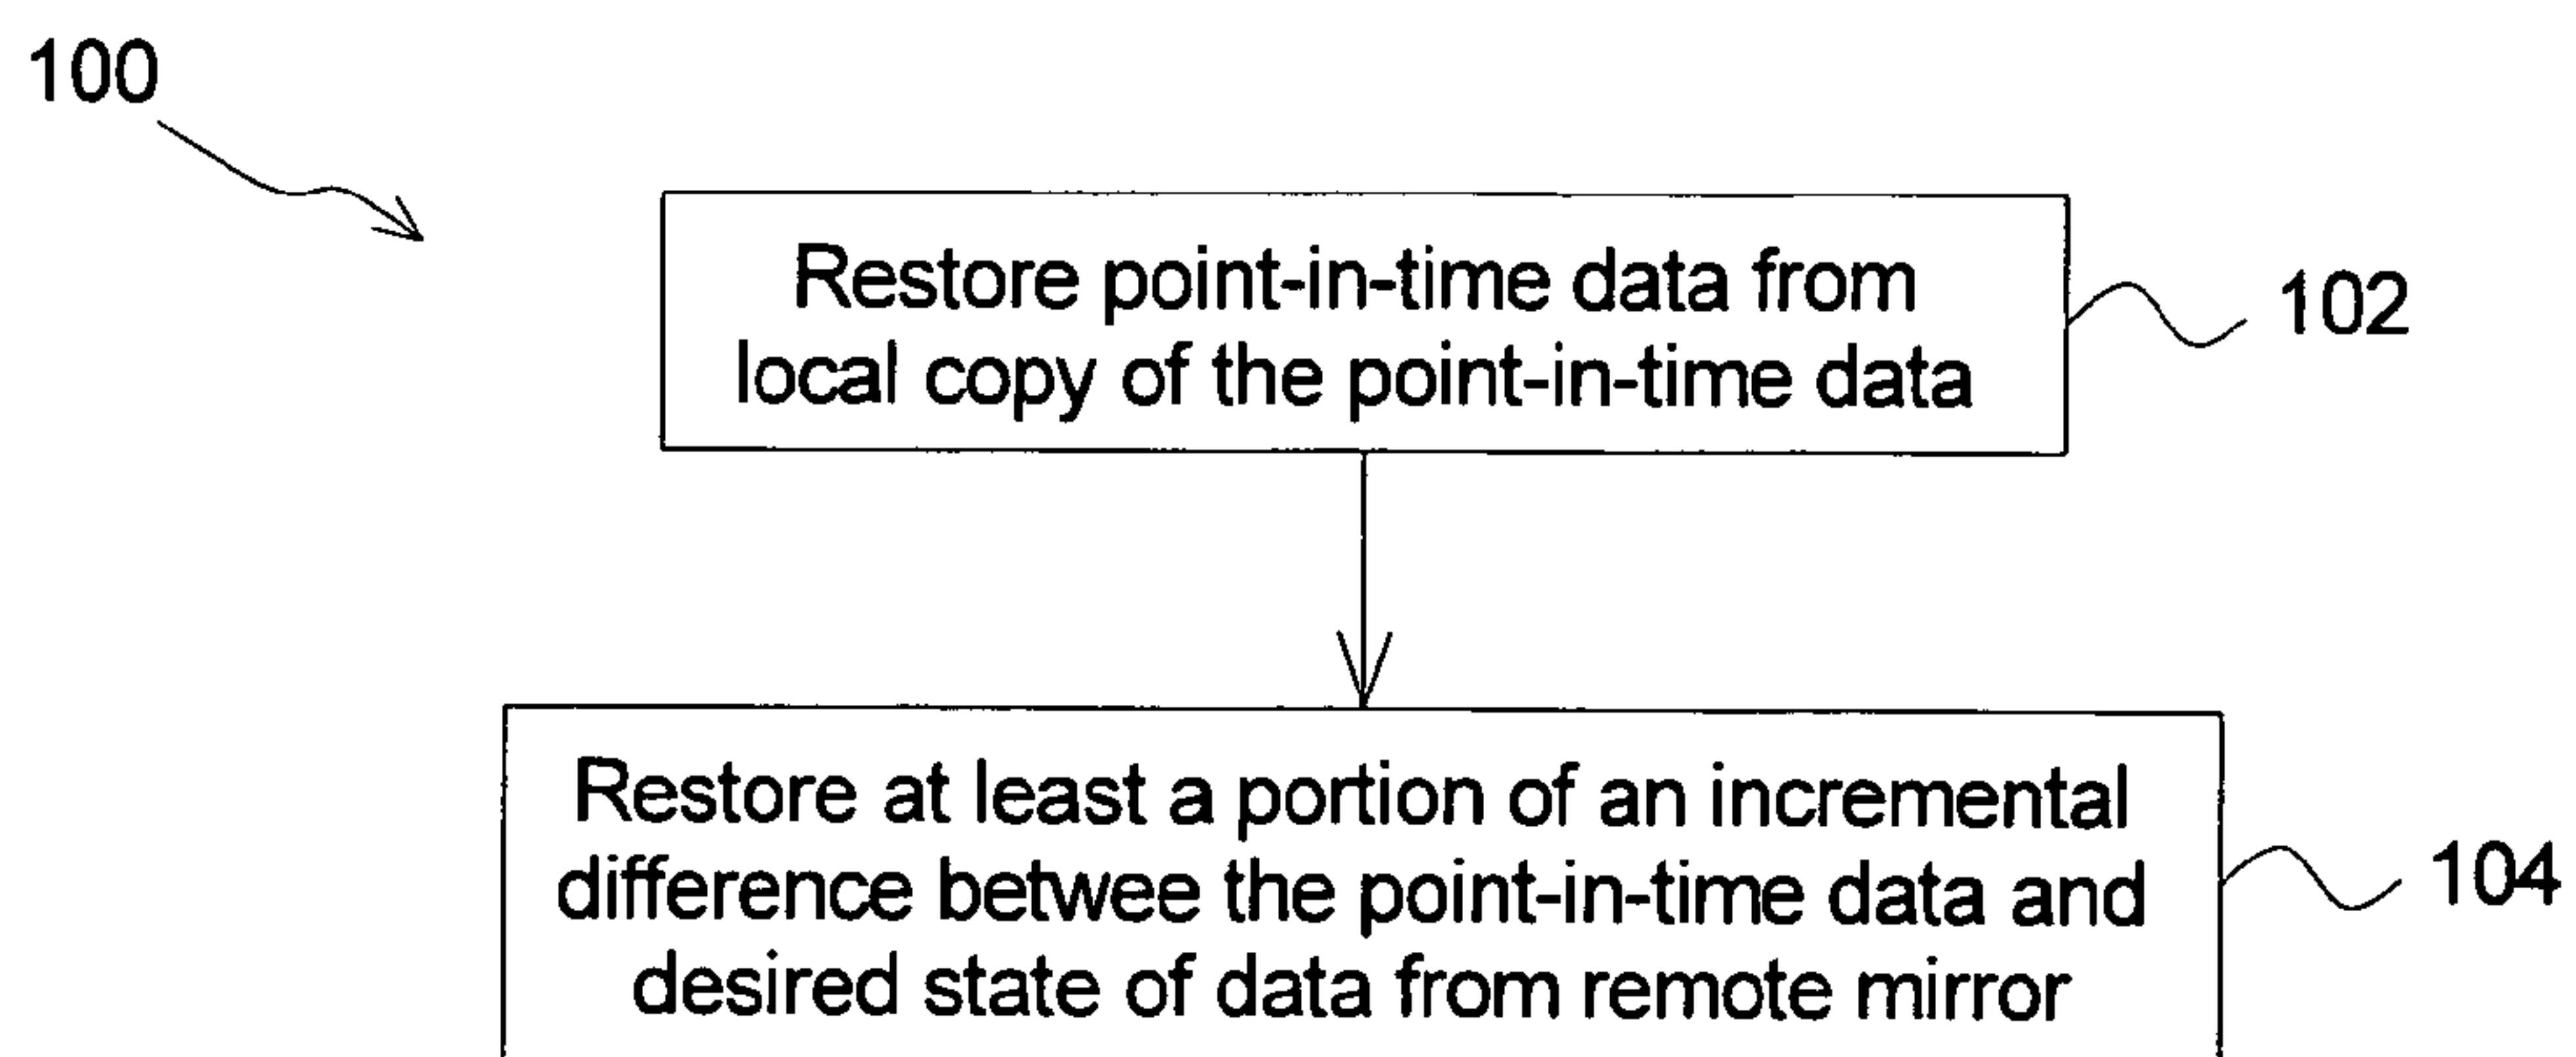 100
Restore point-in-time data from
local copy of the point-in-time data
102
Restore at least a portion of an incremental
difference betwee the point-in-time data and
desired state of data from remote mirror
104